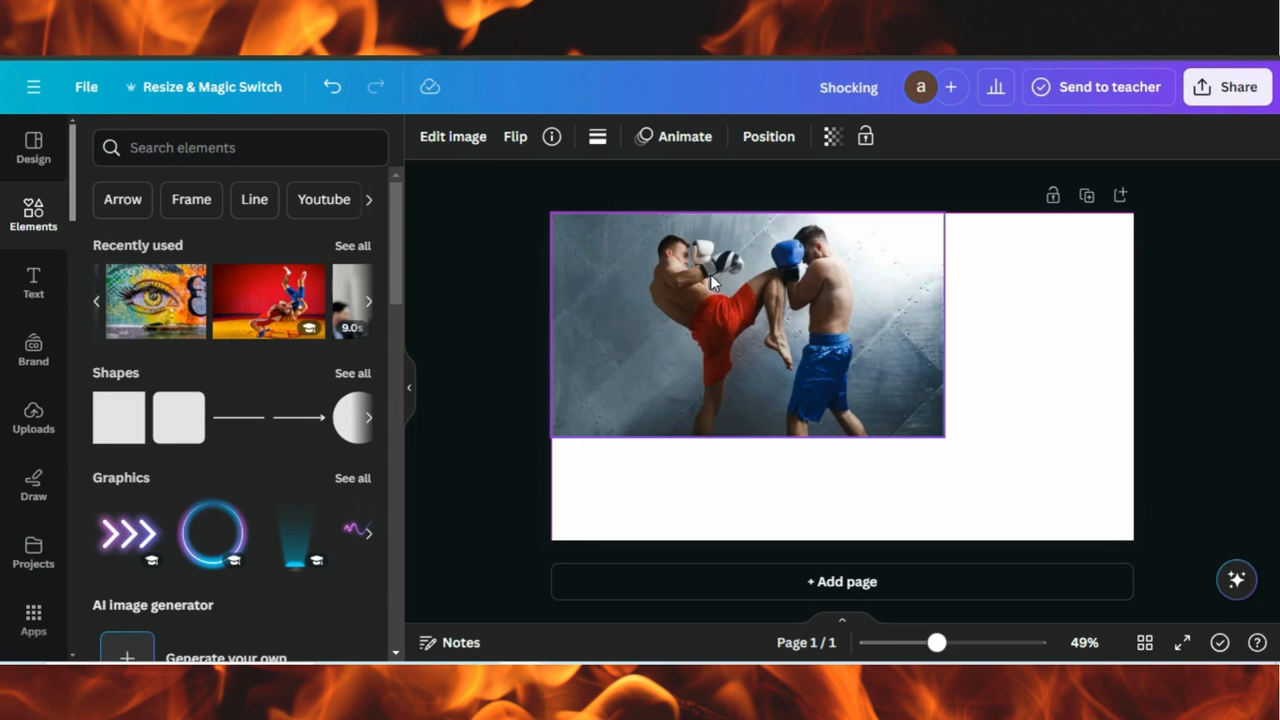 File
Resize & Magic Switch
Shocking
a
Send to teacher
Share
Design
Elements
Text
Brand
Uploads
Draw
Projects
Apps
Search elements
Arrow
Frame
Line
Youtube
Recently used
See all
9.0s
Shapes
See all
Graphics
See all
AI image generator
Generate your own
Edit image
Flip
Animate
Position
+ Add page
Notes
Page 1 / 1
49%